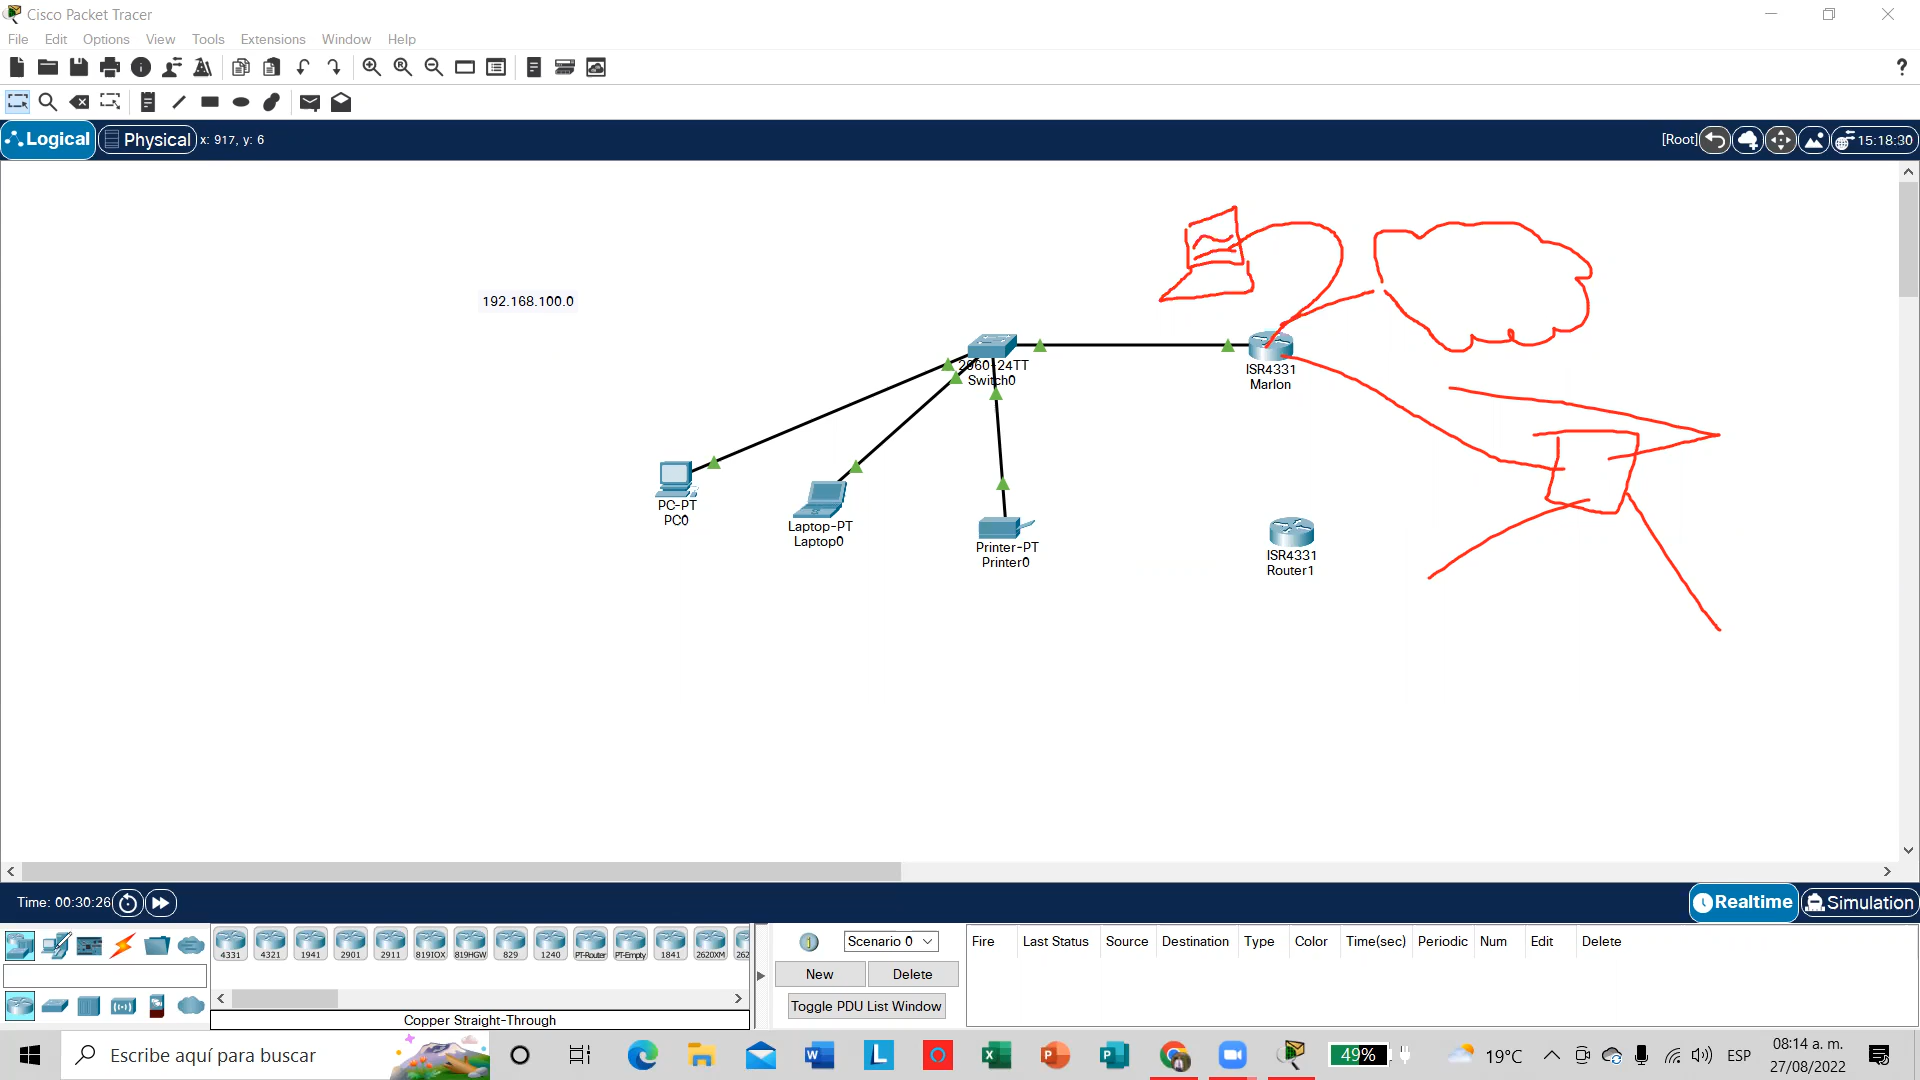 Cisco Packet Tracer
File Edit Options View Tools Extensions Window Help
?
Logical Physical x: 917, y: 6 [Root] 15:18:30
192.168.100.0
2960-24TT
Switch0
ISR4331
Marlon
PC-PT
PC0
Laptop-PT
Laptop0
Printer-PT
Printer0
ISR4331
Router1
Time: 00:30:26 Realtime Simulation
4331 4321 1941 2901 2911 819IOX 819HGW 829 1240 PT-Router PT-Empty 1841 2620XM 262
Copper Straight-Through
Scenario 0
New Delete
Toggle PDU List Window
Fire Last Status Source Destination Type Color Time(sec) Periodic Num Edit Delete
Escribe aquí para buscar
49% 19°C ESP
08:14 a. m.
27/08/2022